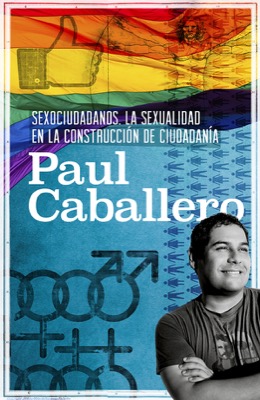 SEXOCIUDADANOS. LA SEXUALIDAD
EN LA CONSTRUCCIÓN DE CIUDADANÍA
Paul
Caballero